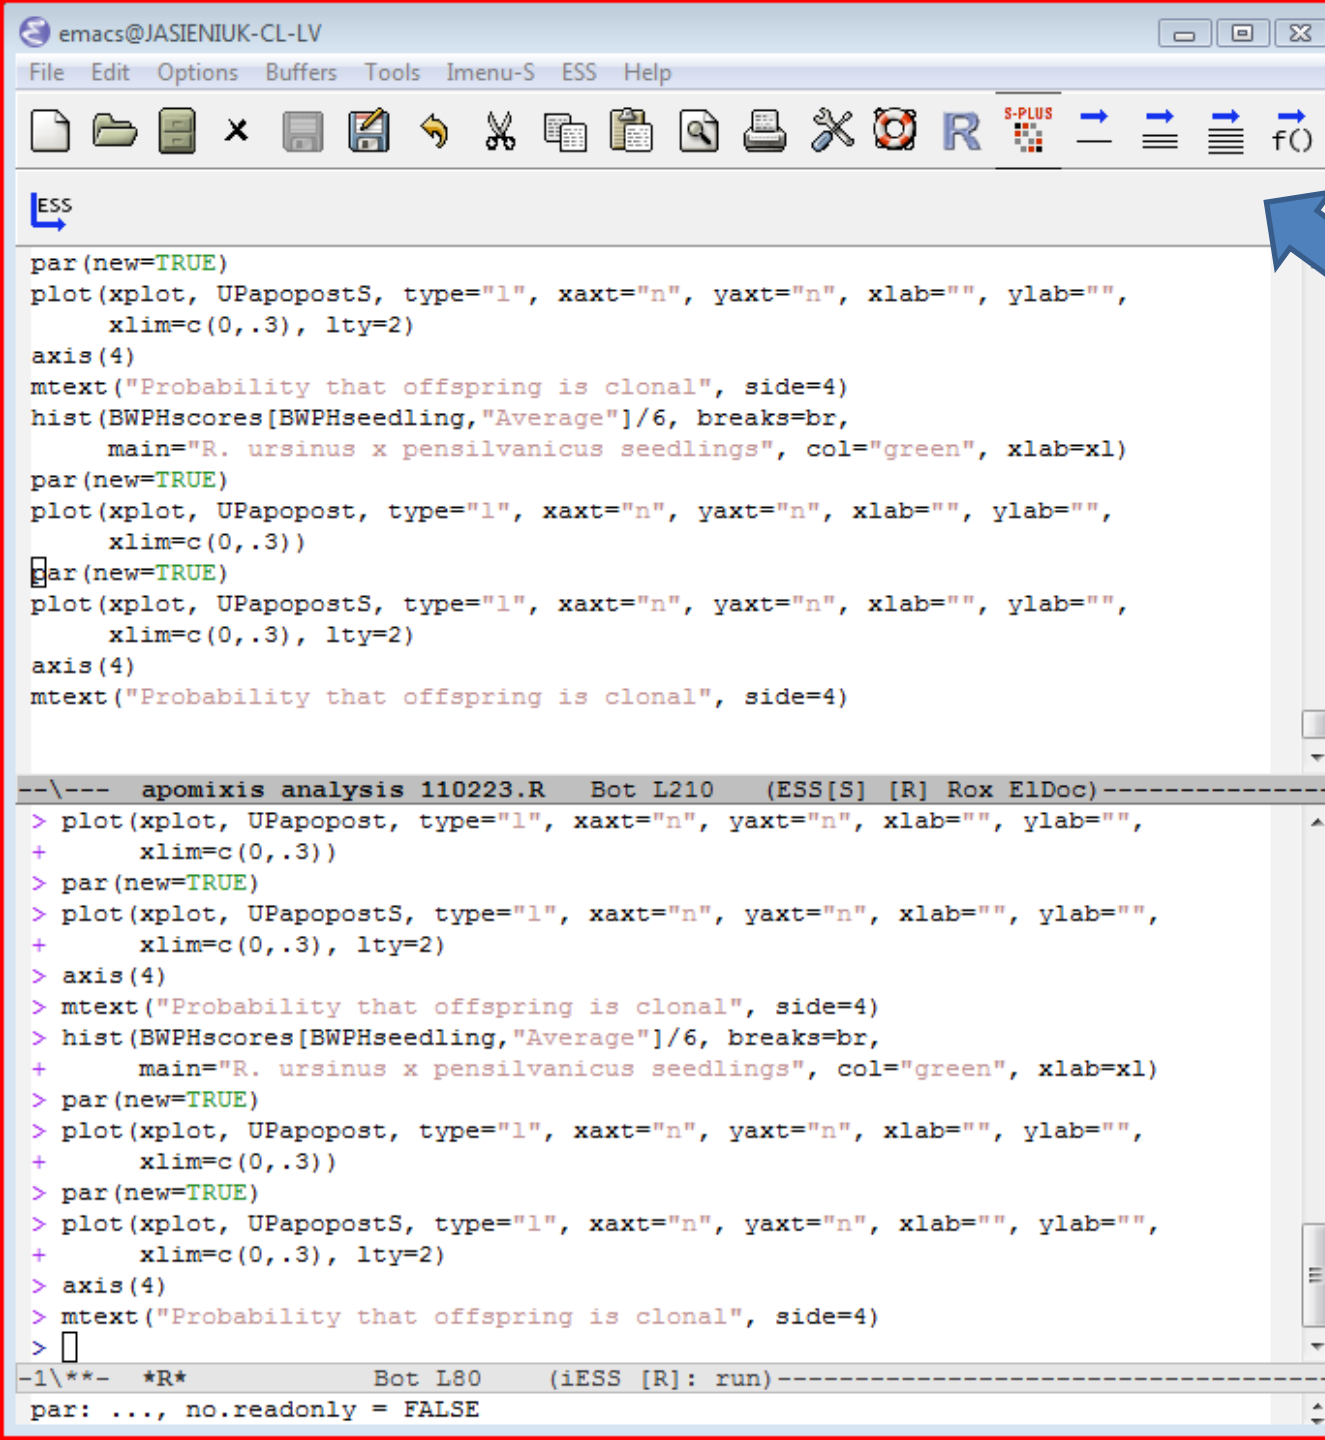 emacs@JASIENIUK-CL-LV
File Edit Options Buffers Tools Imenu-S ESS Help
R S-PLUS f()
ESS
par(new=TRUE)
plot(xplot, UPapopostS, type="l", xaxt="n", yaxt="n", xlab="", ylab="",
     xlim=c(0,.3), lty=2)
axis(4)
mtext("Probability that offspring is clonal", side=4)
hist(BWPHscores[BWPHseedling,"Average"]/6, breaks=br,
     main="R. ursinus x pensilvanicus seedlings", col="green", xlab=xl)
par(new=TRUE)
plot(xplot, UPapopost, type="l", xaxt="n", yaxt="n", xlab="", ylab="",
     xlim=c(0,.3))
par(new=TRUE)
plot(xplot, UPapopostS, type="l", xaxt="n", yaxt="n", xlab="", ylab="",
     xlim=c(0,.3), lty=2)
axis(4)
mtext("Probability that offspring is clonal", side=4)
--\---  apomixis analysis 110223.R   Bot L210   (ESS[S] [R] Rox ElDoc)---------------
> plot(xplot, UPapopost, type="l", xaxt="n", yaxt="n", xlab="", ylab="",
+      xlim=c(0,.3))
> par(new=TRUE)
> plot(xplot, UPapopostS, type="l", xaxt="n", yaxt="n", xlab="", ylab="",
+      xlim=c(0,.3), lty=2)
> axis(4)
> mtext("Probability that offspring is clonal", side=4)
> hist(BWPHscores[BWPHseedling,"Average"]/6, breaks=br,
+      main="R. ursinus x pensilvanicus seedlings", col="green", xlab=xl)
> par(new=TRUE)
> plot(xplot, UPapopost, type="l", xaxt="n", yaxt="n", xlab="", ylab="",
+      xlim=c(0,.3))
> par(new=TRUE)
> plot(xplot, UPapopostS, type="l", xaxt="n", yaxt="n", xlab="", ylab="",
+      xlim=c(0,.3), lty=2)
> axis(4)
> mtext("Probability that offspring is clonal", side=4)
>
-1\**-  *R*            Bot L80    (iESS [R]: run)------------------------------------
par: ..., no.readonly = FALSE